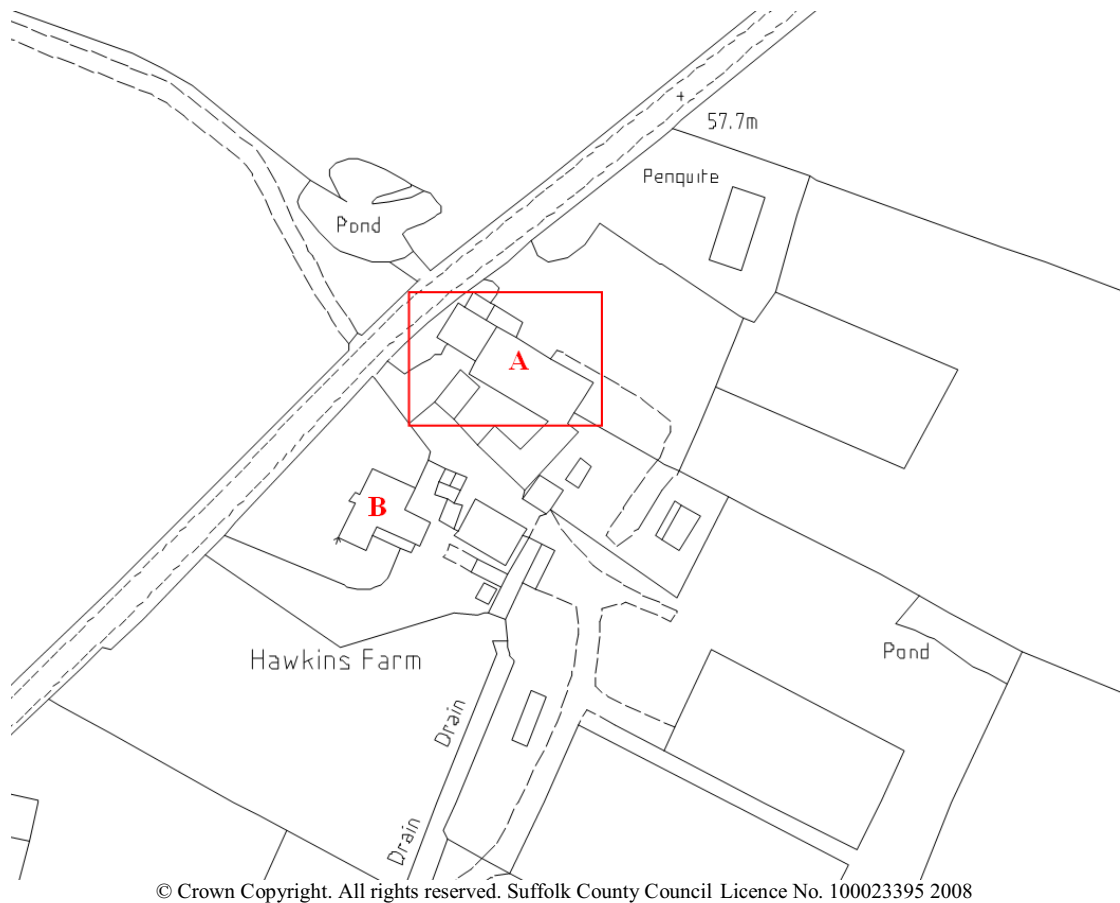 57.7m
Penquite
Pond
A
B
Hawkins Farm
Pond
Drain
Drain
© Crown Copyright. All rights reserved. Suffolk County Council Licence No. 100023395 2008